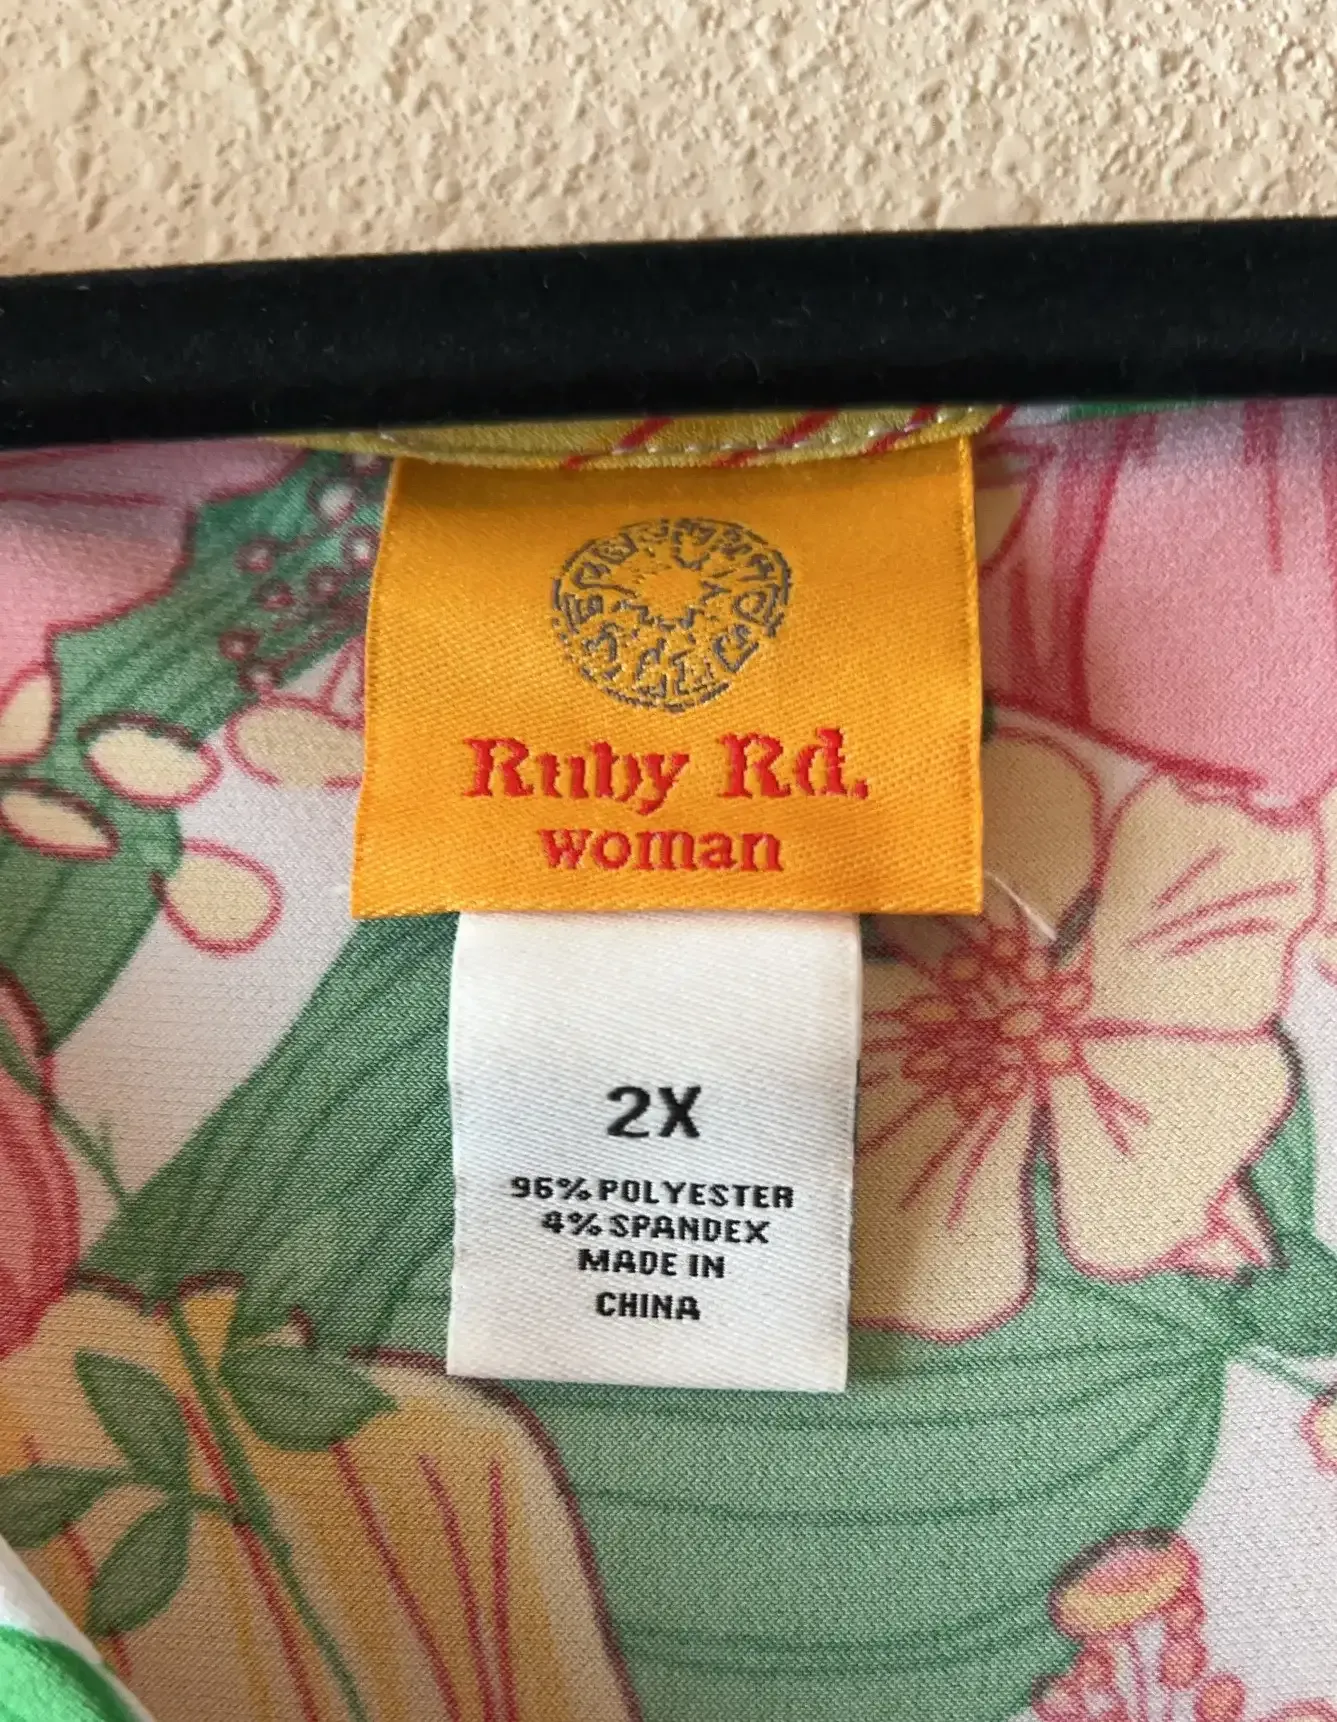 Ruby Rd.
woman
2X
96% POLYESTER
4% SPANDEX
MADE IN
CHINA